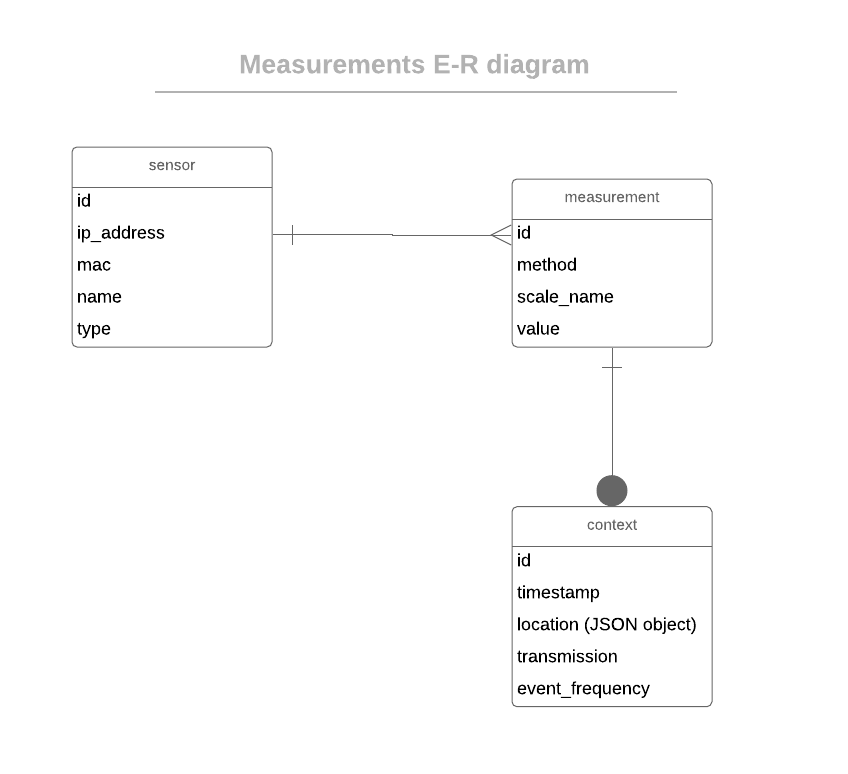 Measurements E-R diagram
sensor
id
ip_address
mac
name
type
measurement
id
method
scale_name
value
context
id
timestamp
location (JSON object)
transmission
event_frequency